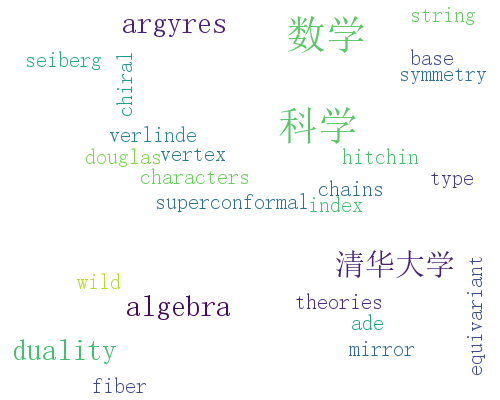 string
argyres
数学
seiberg
base
symmetry
chiral
科学
verlinde
douglas
vertex
hitchin
characters
type
chains
superconformal
index
清华大学
equivariant
wild
theories
algebra
ade
duality
mirror
fiber